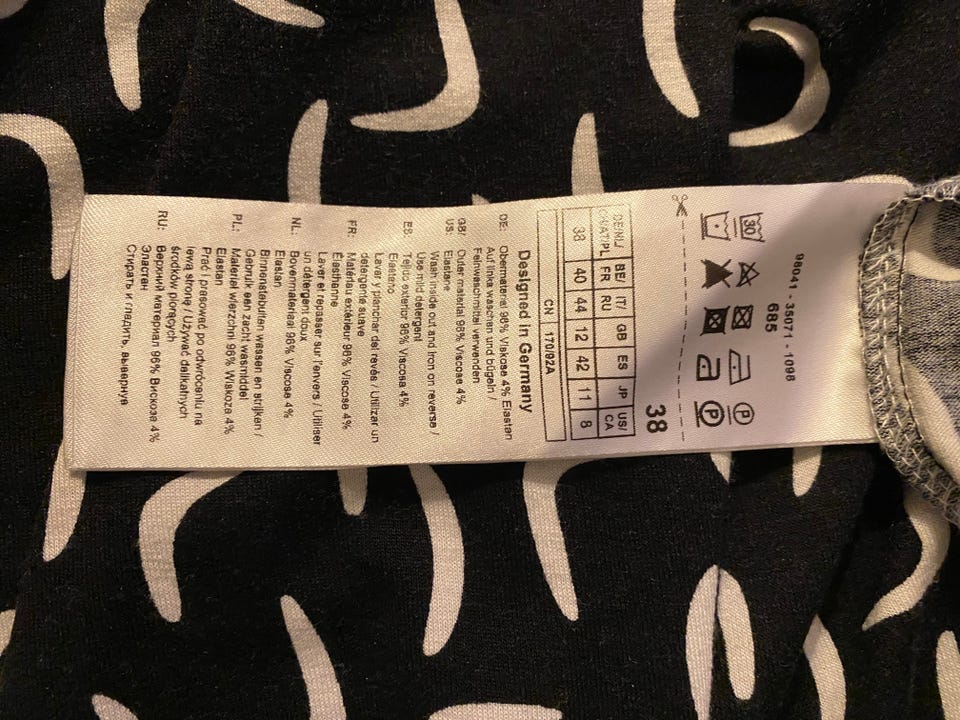 98041 - 35071 - 1098
685
30
P
P
38
DE/NL/ BE/ IT/ GB ES JP US/
CH/AT/PL FR RU CA
38 40 44 12 42 11 8
CN 170/92A
Designed in Germany
DE: Obermaterial 96% Viskose 4% Elastan
Auf links waschen und bügeln /
Feinwaschmittel verwenden
GB: Outer material 96% Viscose 4%
US: Elastane
Wash inside out and iron on reverse /
Use mild detergent
ES: Tejido exterior 96% Viscosa 4%
Elastano
Lavar y planchar del revés / Utilizar un
detergente suave
FR: Matériau extérieur 96% Viscose 4%
Élasthanne
Laver et repasser sur l'envers / Utiliser
un détergent doux
NL: Bovenmateriaal 96% Viscose 4%
Elastan
Binnenstebuiten wassen en strijken /
Gebruik een zacht wasmiddel
PL: Materiał wierzchni 96% Wiskoza 4%
Elastan
Prać i prasować po odwróceniu na
lewą stronę / Używać delikatnych
środków piorących
RU: Верхний материал 96% Вискоза 4%
Эластан
Стирать и гладить, вывернув